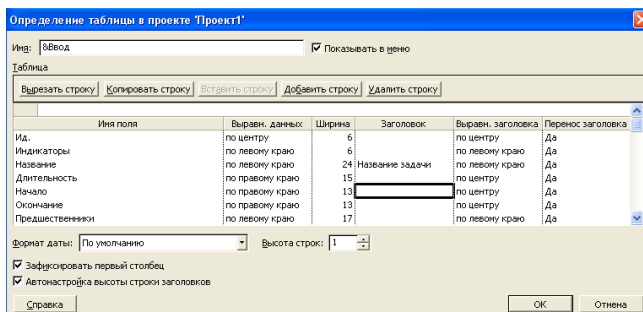 Определение таблицы в проекте 'Проект1'
Имя: &Ввод Показывать в меню
Таблица
Вырезать строку Копировать строку Вставить строку Добавить строку Удалить строку
Имя поля Выравн. данных Ширина Заголовок Выравн. заголовка Перенос заголовка
Ид. по центру 6 по центру Да
Индикаторы по левому краю 6 по левому краю Да
Название по левому краю 24 Название задачи по левому краю Да
Длительность по правому краю 15 по центру Да
Начало по правому краю 13 по центру Да
Окончание по правому краю 13 по центру Да
Предшественники по левому краю 17 по левому краю Да
Формат даты: По умолчанию Высота строк: 1
Зафиксировать первый столбец
Автонастройка высоты строки заголовков
Справка ОК Отмена